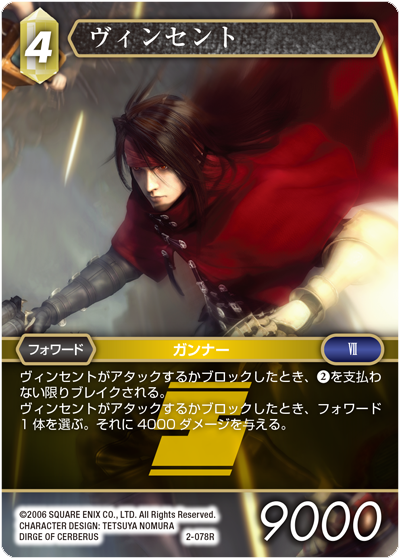 4
ヴィンセント
フォワード
ガンナー
VII
ヴィンセントがアタックするかブロックしたとき、❷を支払わ
ない限りブレイクされる。
ヴィンセントがアタックするかブロックしたとき、フォワード
1 体を選ぶ。それに 4000 ダメージを与える。
©2006 SQUARE ENIX CO., LTD. All Rights Reserved.
CHARACTER DESIGN: TETSUYA NOMURA
DIRGE OF CERBERUS
2-078R
9000